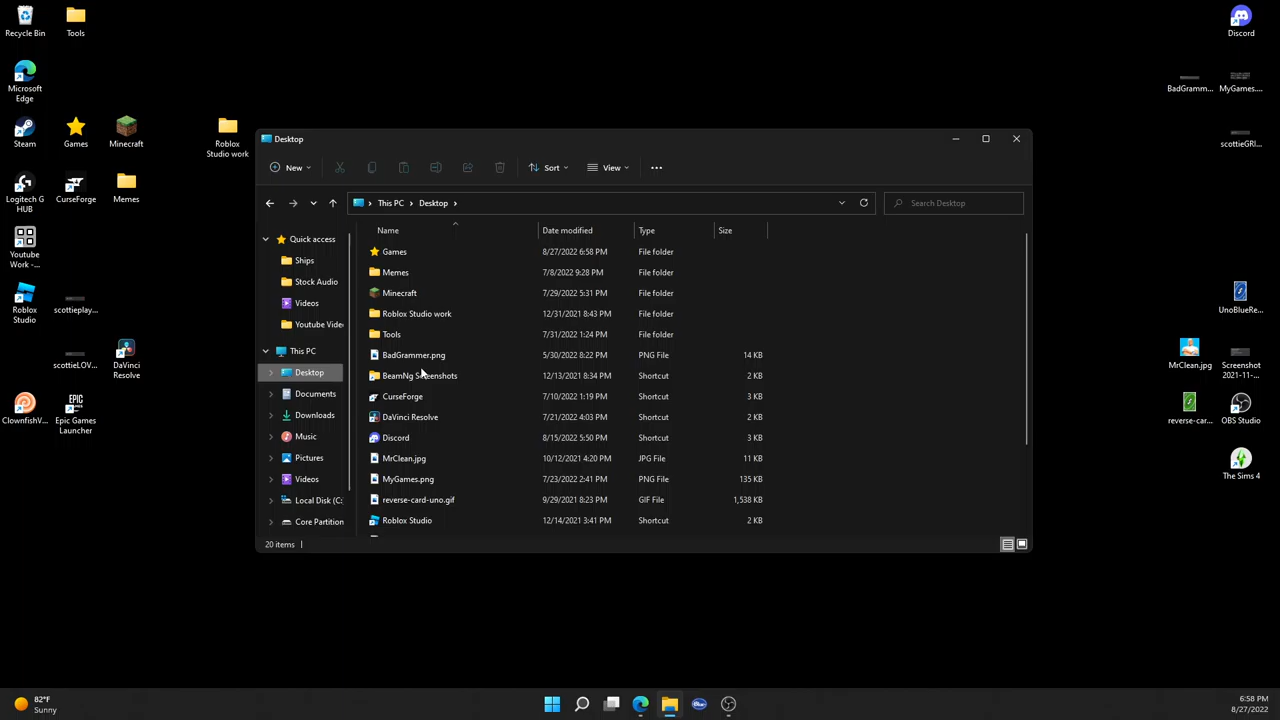 Recycle Bin
Tools
Microsoft
Edge
Steam
Games
Minecraft
Roblox
Studio work
Logitech G
HUB
CurseForge
Memes
Youtube
Work - ...
Roblox
Studio
scottieplay...
scottieLOV...
DaVinci
Resolve
ClownfishV...
Epic Games
Launcher
Desktop
New
Sort
View
This PC
Desktop
Search Desktop
Quick access
Ships
Stock Audio
Videos
Youtube Vide
This PC
Desktop
Documents
Downloads
Music
Pictures
Videos
Local Disk (C:
Core Partition
Name Date modified Type Size
Games 8/27/2022 6:58 PM File folder
Memes 7/8/2022 9:28 PM File folder
Minecraft 7/29/2022 5:31 PM File folder
Roblox Studio work 12/31/2021 8:43 PM File folder
Tools 7/31/2022 1:24 PM File folder
BadGrammer.png 5/30/2022 8:22 PM PNG File 14 KB
BeamNg Screenshots 12/13/2021 8:34 PM Shortcut 2 KB
CurseForge 7/10/2022 1:19 PM Shortcut 3 KB
DaVinci Resolve 7/21/2022 4:03 PM Shortcut 2 KB
Discord 8/15/2022 5:50 PM Shortcut 3 KB
MrClean.jpg 10/12/2021 4:20 PM JPG File 11 KB
MyGames.png 7/23/2022 2:41 PM PNG File 135 KB
reverse-card-uno.gif 9/29/2021 8:23 PM GIF File 1,538 KB
Roblox Studio 12/14/2021 3:41 PM Shortcut 2 KB
20 items
Discord
BadGramm...
MyGames....
scottieGRI...
UnoBlueRe...
MrClean.jpg
Screenshot
2021-11-...
reverse-car...
OBS Studio
The Sims 4
82°F
Sunny
6:58 PM
8/27/2022